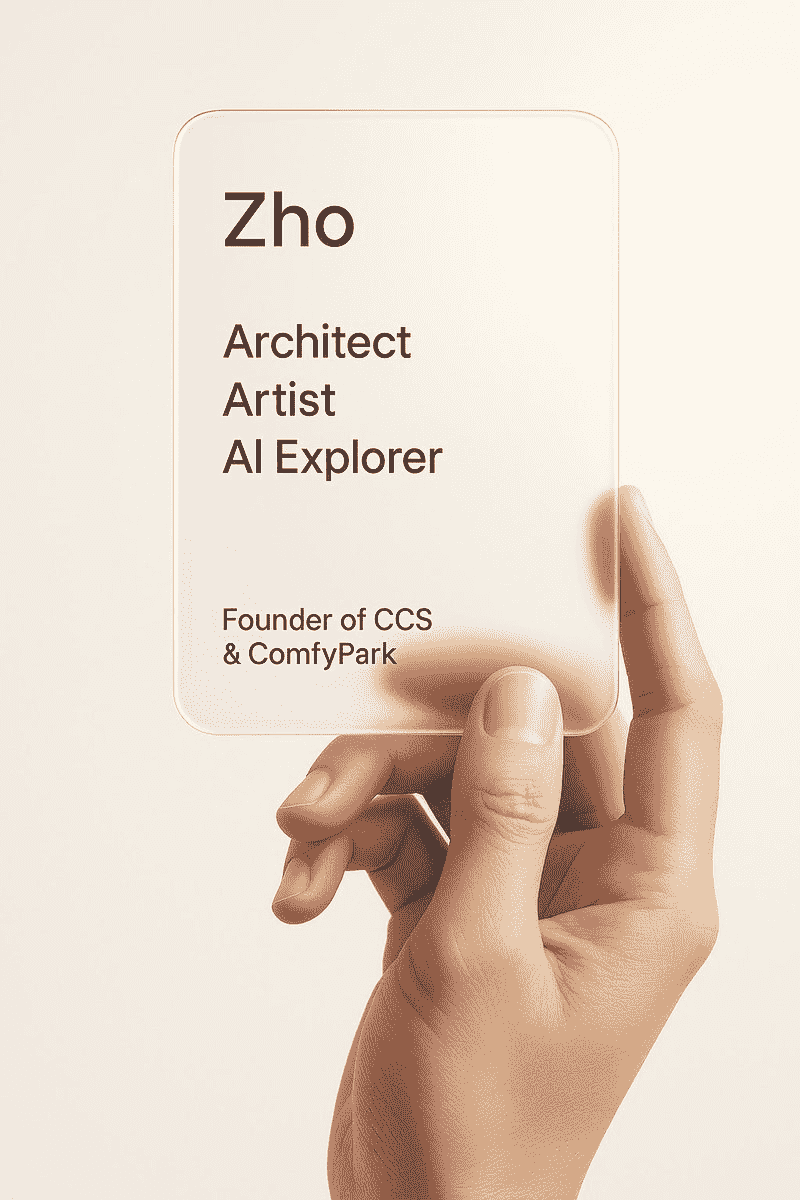 Zho
Architect
Artist
AI Explorer
Founder of CCS
& ComfyPark